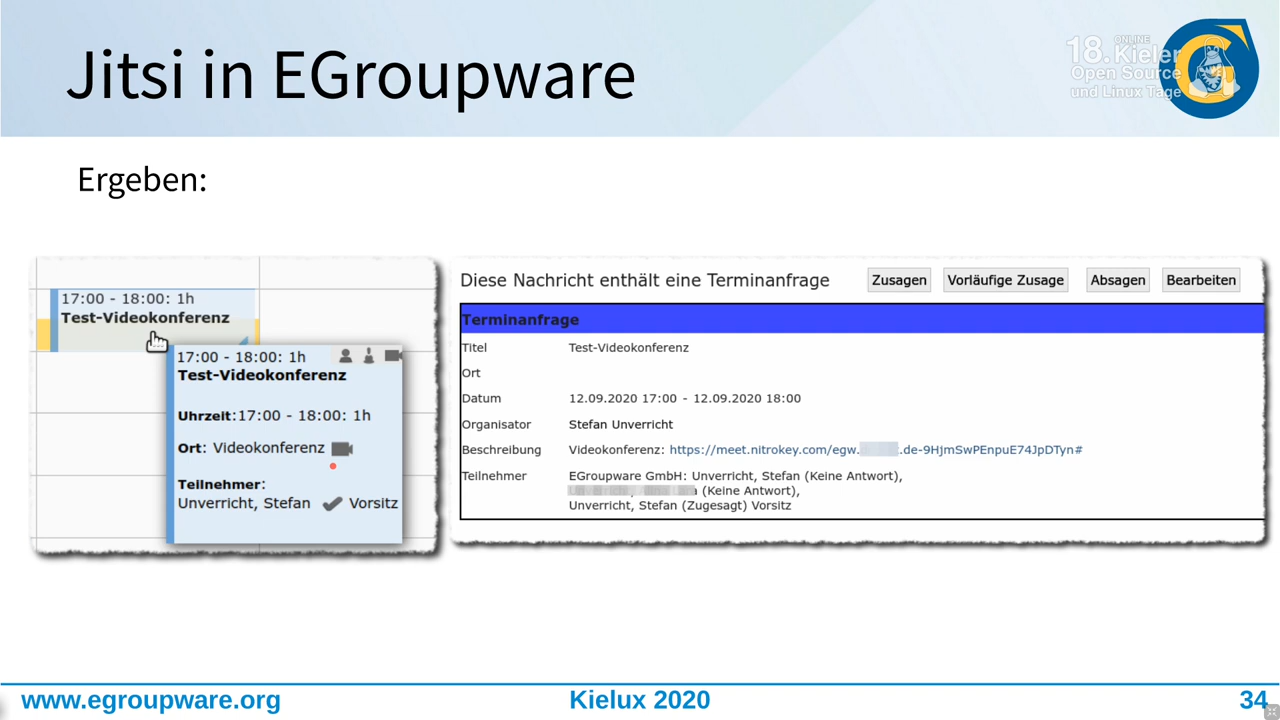 Jitsi in EGroupware
ONLINE
18. Kieler
Open Source
und Linux Tage
Ergeben:
17:00 - 18:00: 1h
Test-Videokonferenz
17:00 - 18:00: 1h
Test-Videokonferenz
Uhrzeit:17:00 - 18:00: 1h
Ort: Videokonferenz
Teilnehmer:
Unverricht, Stefan Vorsitz
Diese Nachricht enthält eine Terminanfrage
Zusagen Vorläufige Zusage Absagen Bearbeiten
Terminanfrage
Titel Test-Videokonferenz
Ort
Datum 12.09.2020 17:00 - 12.09.2020 18:00
Organisator Stefan Unverricht
Beschreibung Videokonferenz: https://meet.nitrokey.com/egw. .de-9HjmSwPEnpuE74JpDTyn#
Teilnehmer EGroupware GmbH: Unverricht, Stefan (Keine Antwort),
(Keine Antwort),
Unverricht, Stefan (Zugesagt) Vorsitz
www.egroupware.org Kielux 2020 34